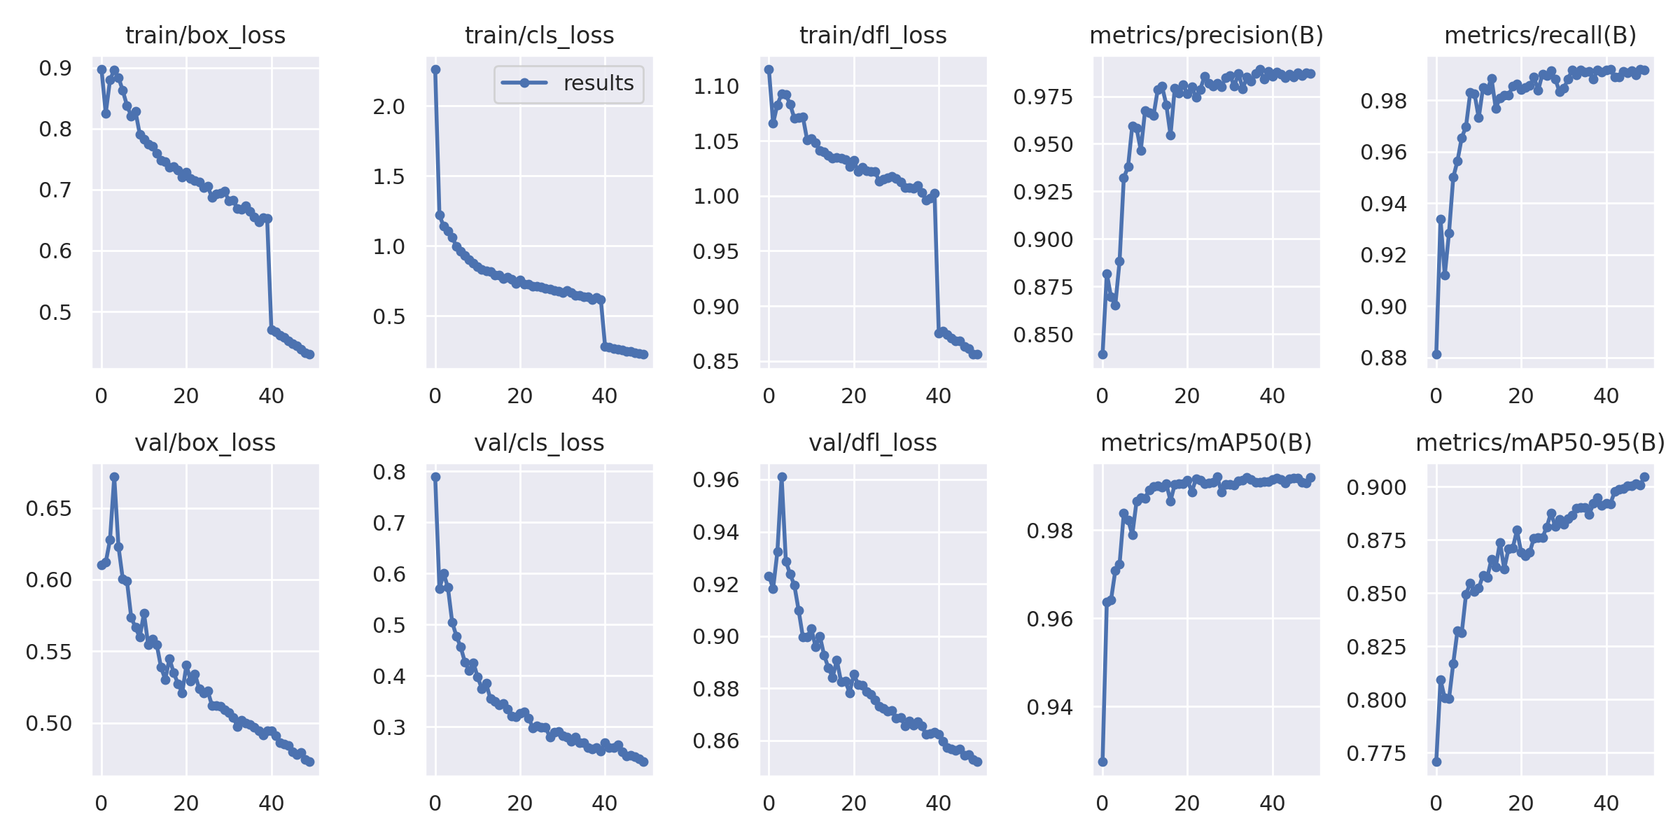 train/box_loss
0.9
0.8
0.7
0.6
0.5
0 20 40
train/cls_loss
results
2.0
1.5
1.0
0.5
0 20 40
train/dfl_loss
1.10
1.05
1.00
0.95
0.90
0.85
0 20 40
metrics/precision(B)
0.975
0.950
0.925
0.900
0.875
0.850
0 20 40
metrics/recall(B)
0.98
0.96
0.94
0.92
0.90
0.88
0 20 40
val/box_loss
0.65
0.60
0.55
0.50
0 20 40
val/cls_loss
0.8
0.7
0.6
0.5
0.4
0.3
0 20 40
val/dfl_loss
0.96
0.94
0.92
0.90
0.88
0.86
0 20 40
metrics/mAP50(B)
0.98
0.96
0.94
0 20 40
metrics/mAP50-95(B)
0.900
0.875
0.850
0.825
0.800
0.775
0 20 40